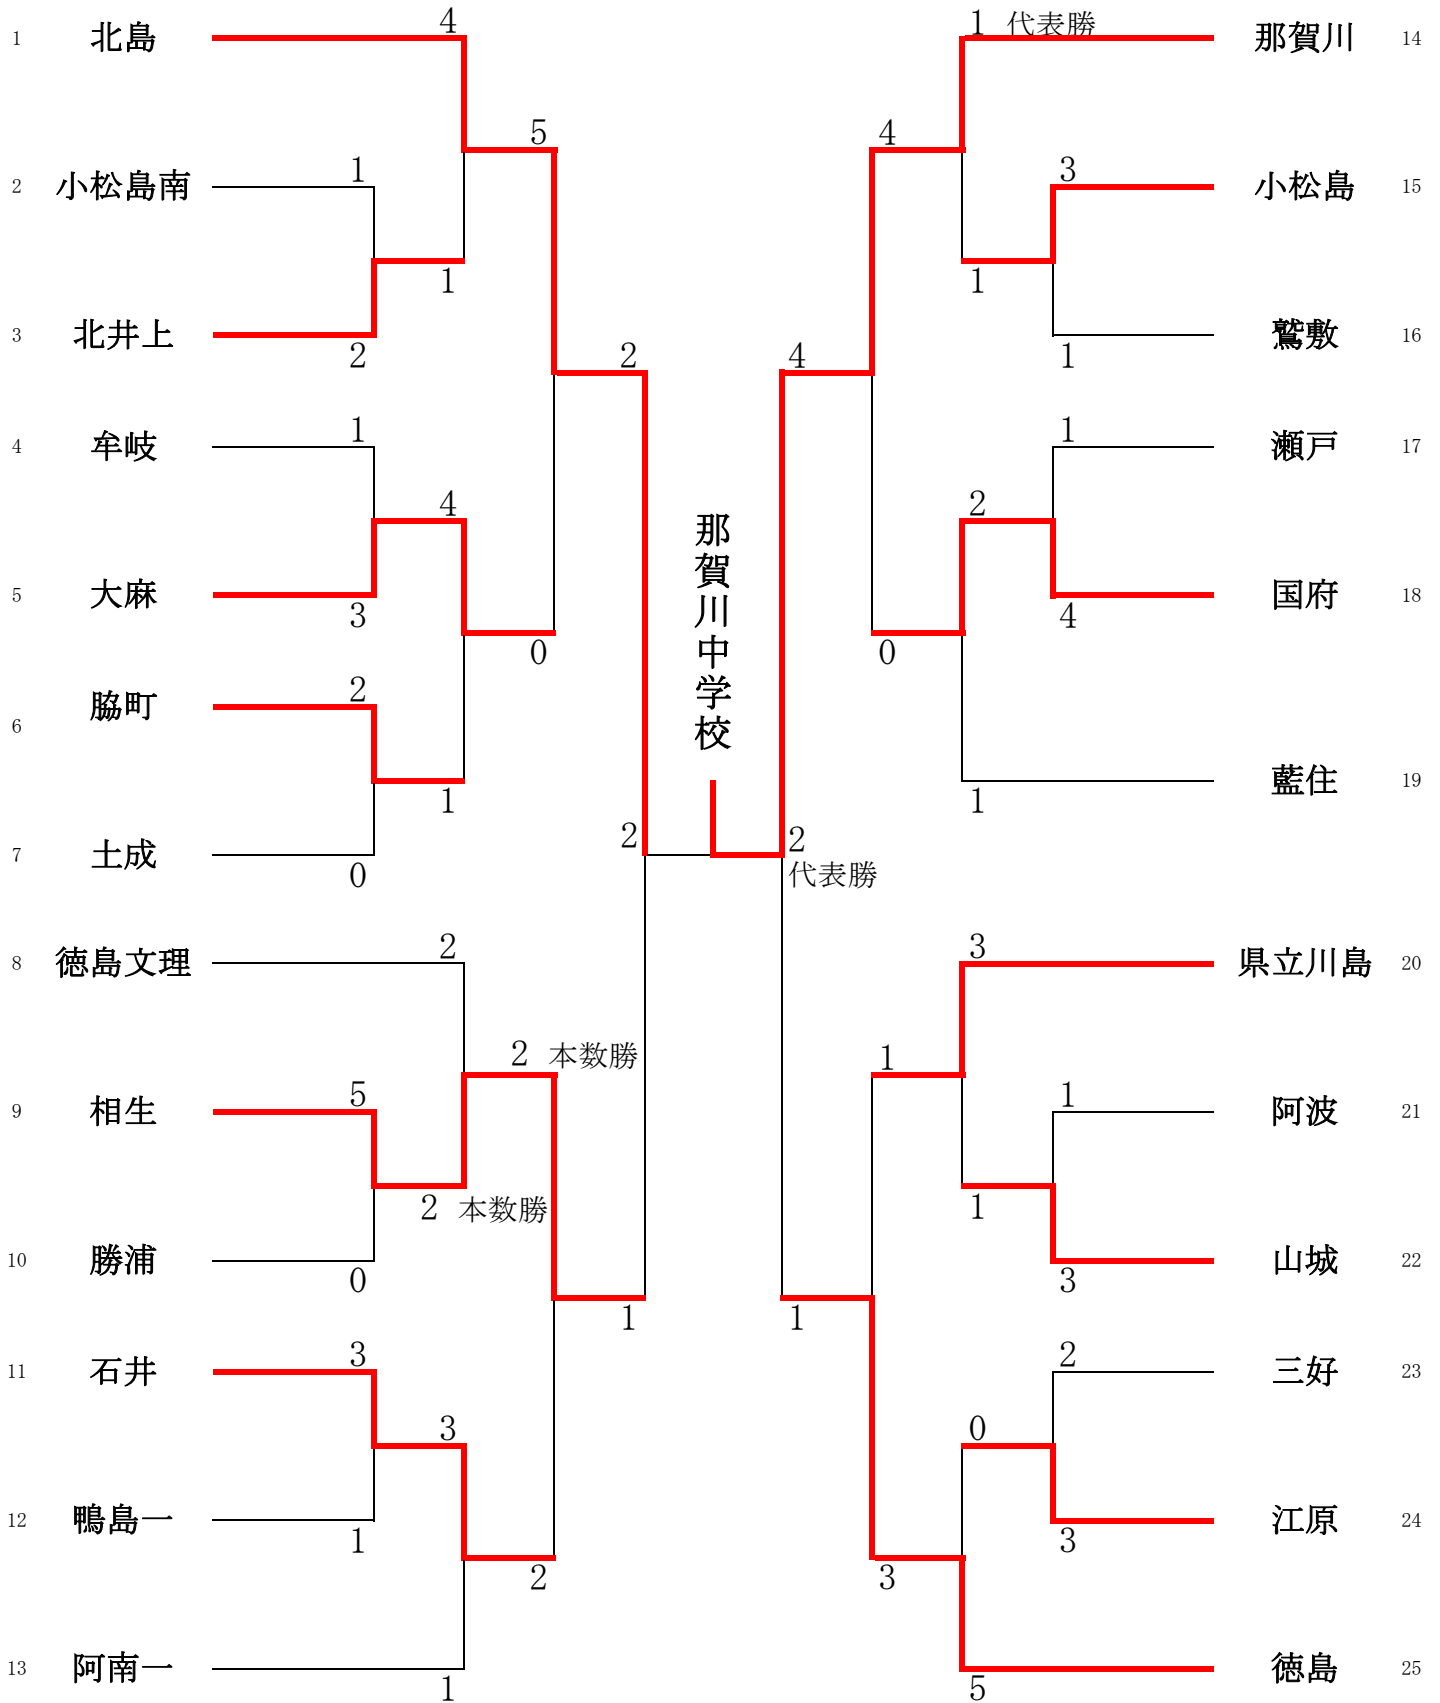 1 北島 4
5
2 小松島南 1
1
3 北井上 2
2
4 牟岐 1
4
5 大麻 3
0
6 脇町 2
1
7 土成 0
2
8 徳島文理 2
2 本数勝
9 相生 5
2 本数勝
10 勝浦 0
1
11 石井 3
3
12 鴨島一 1
2
13 阿南一 1
那賀川中学校
1 代表勝 那賀川 14
4
3 小松島 15
1
1 鷲敷 16
4
1 瀬戸 17
2
4 国府 18
0
1 藍住 19
2
代表勝
3 県立川島 20
1
1 阿波 21
1
3 山城 22
1
2 三好 23
0
3 江原 24
3
5 徳島 25